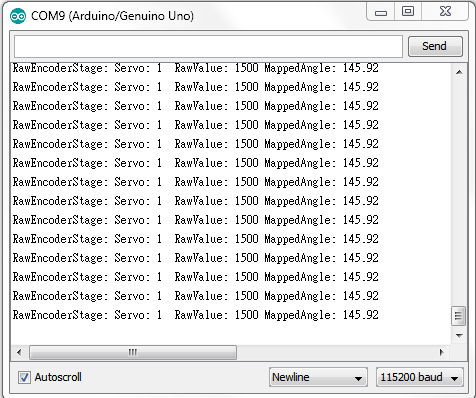 COM9 (Arduino/Genuino Uno)
Send
RawEncoderStage: Servo: 1  RawValue: 1500 MappedAngle: 145.92
RawEncoderStage: Servo: 1  RawValue: 1500 MappedAngle: 145.92
RawEncoderStage: Servo: 1  RawValue: 1500 MappedAngle: 145.92
RawEncoderStage: Servo: 1  RawValue: 1500 MappedAngle: 145.92
RawEncoderStage: Servo: 1  RawValue: 1500 MappedAngle: 145.92
RawEncoderStage: Servo: 1  RawValue: 1500 MappedAngle: 145.92
RawEncoderStage: Servo: 1  RawValue: 1500 MappedAngle: 145.92
RawEncoderStage: Servo: 1  RawValue: 1500 MappedAngle: 145.92
RawEncoderStage: Servo: 1  RawValue: 1500 MappedAngle: 145.92
RawEncoderStage: Servo: 1  RawValue: 1500 MappedAngle: 145.92
RawEncoderStage: Servo: 1  RawValue: 1500 MappedAngle: 145.92
RawEncoderStage: Servo: 1  RawValue: 1500 MappedAngle: 145.92
RawEncoderStage: Servo: 1  RawValue: 1500 MappedAngle: 145.92
RawEncoderStage: Servo: 1  RawValue: 1500 MappedAngle: 145.92
Autoscroll
Newline
115200 baud